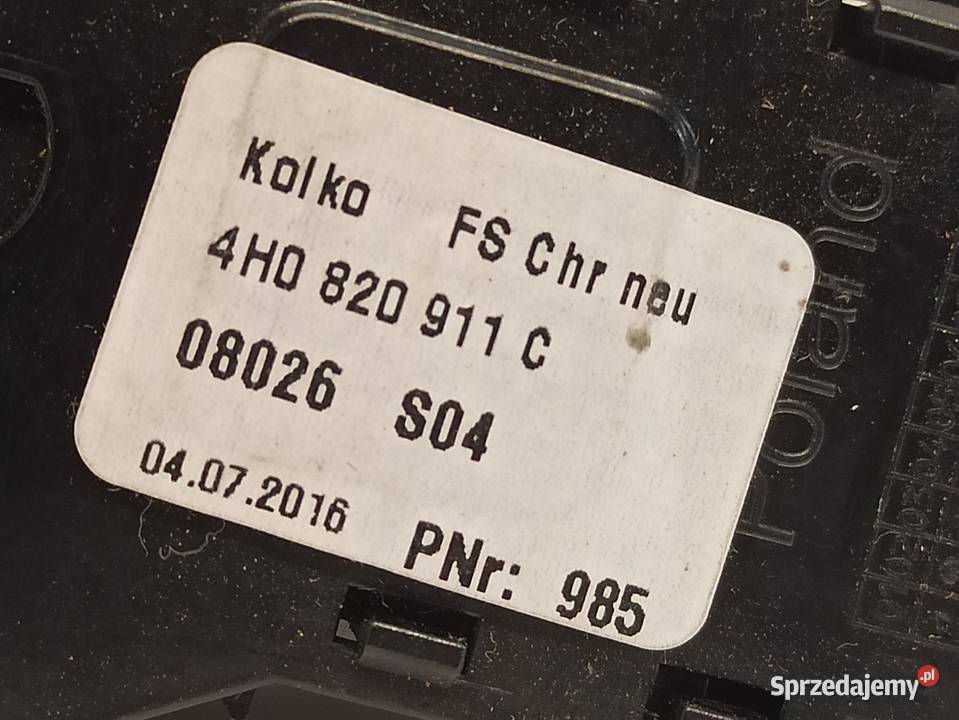 Kolko FS Chr neu
4H0 820 911 C
08026 S04
04.07.2016 PNr: 985
Poland
Sprzedajemy.pl